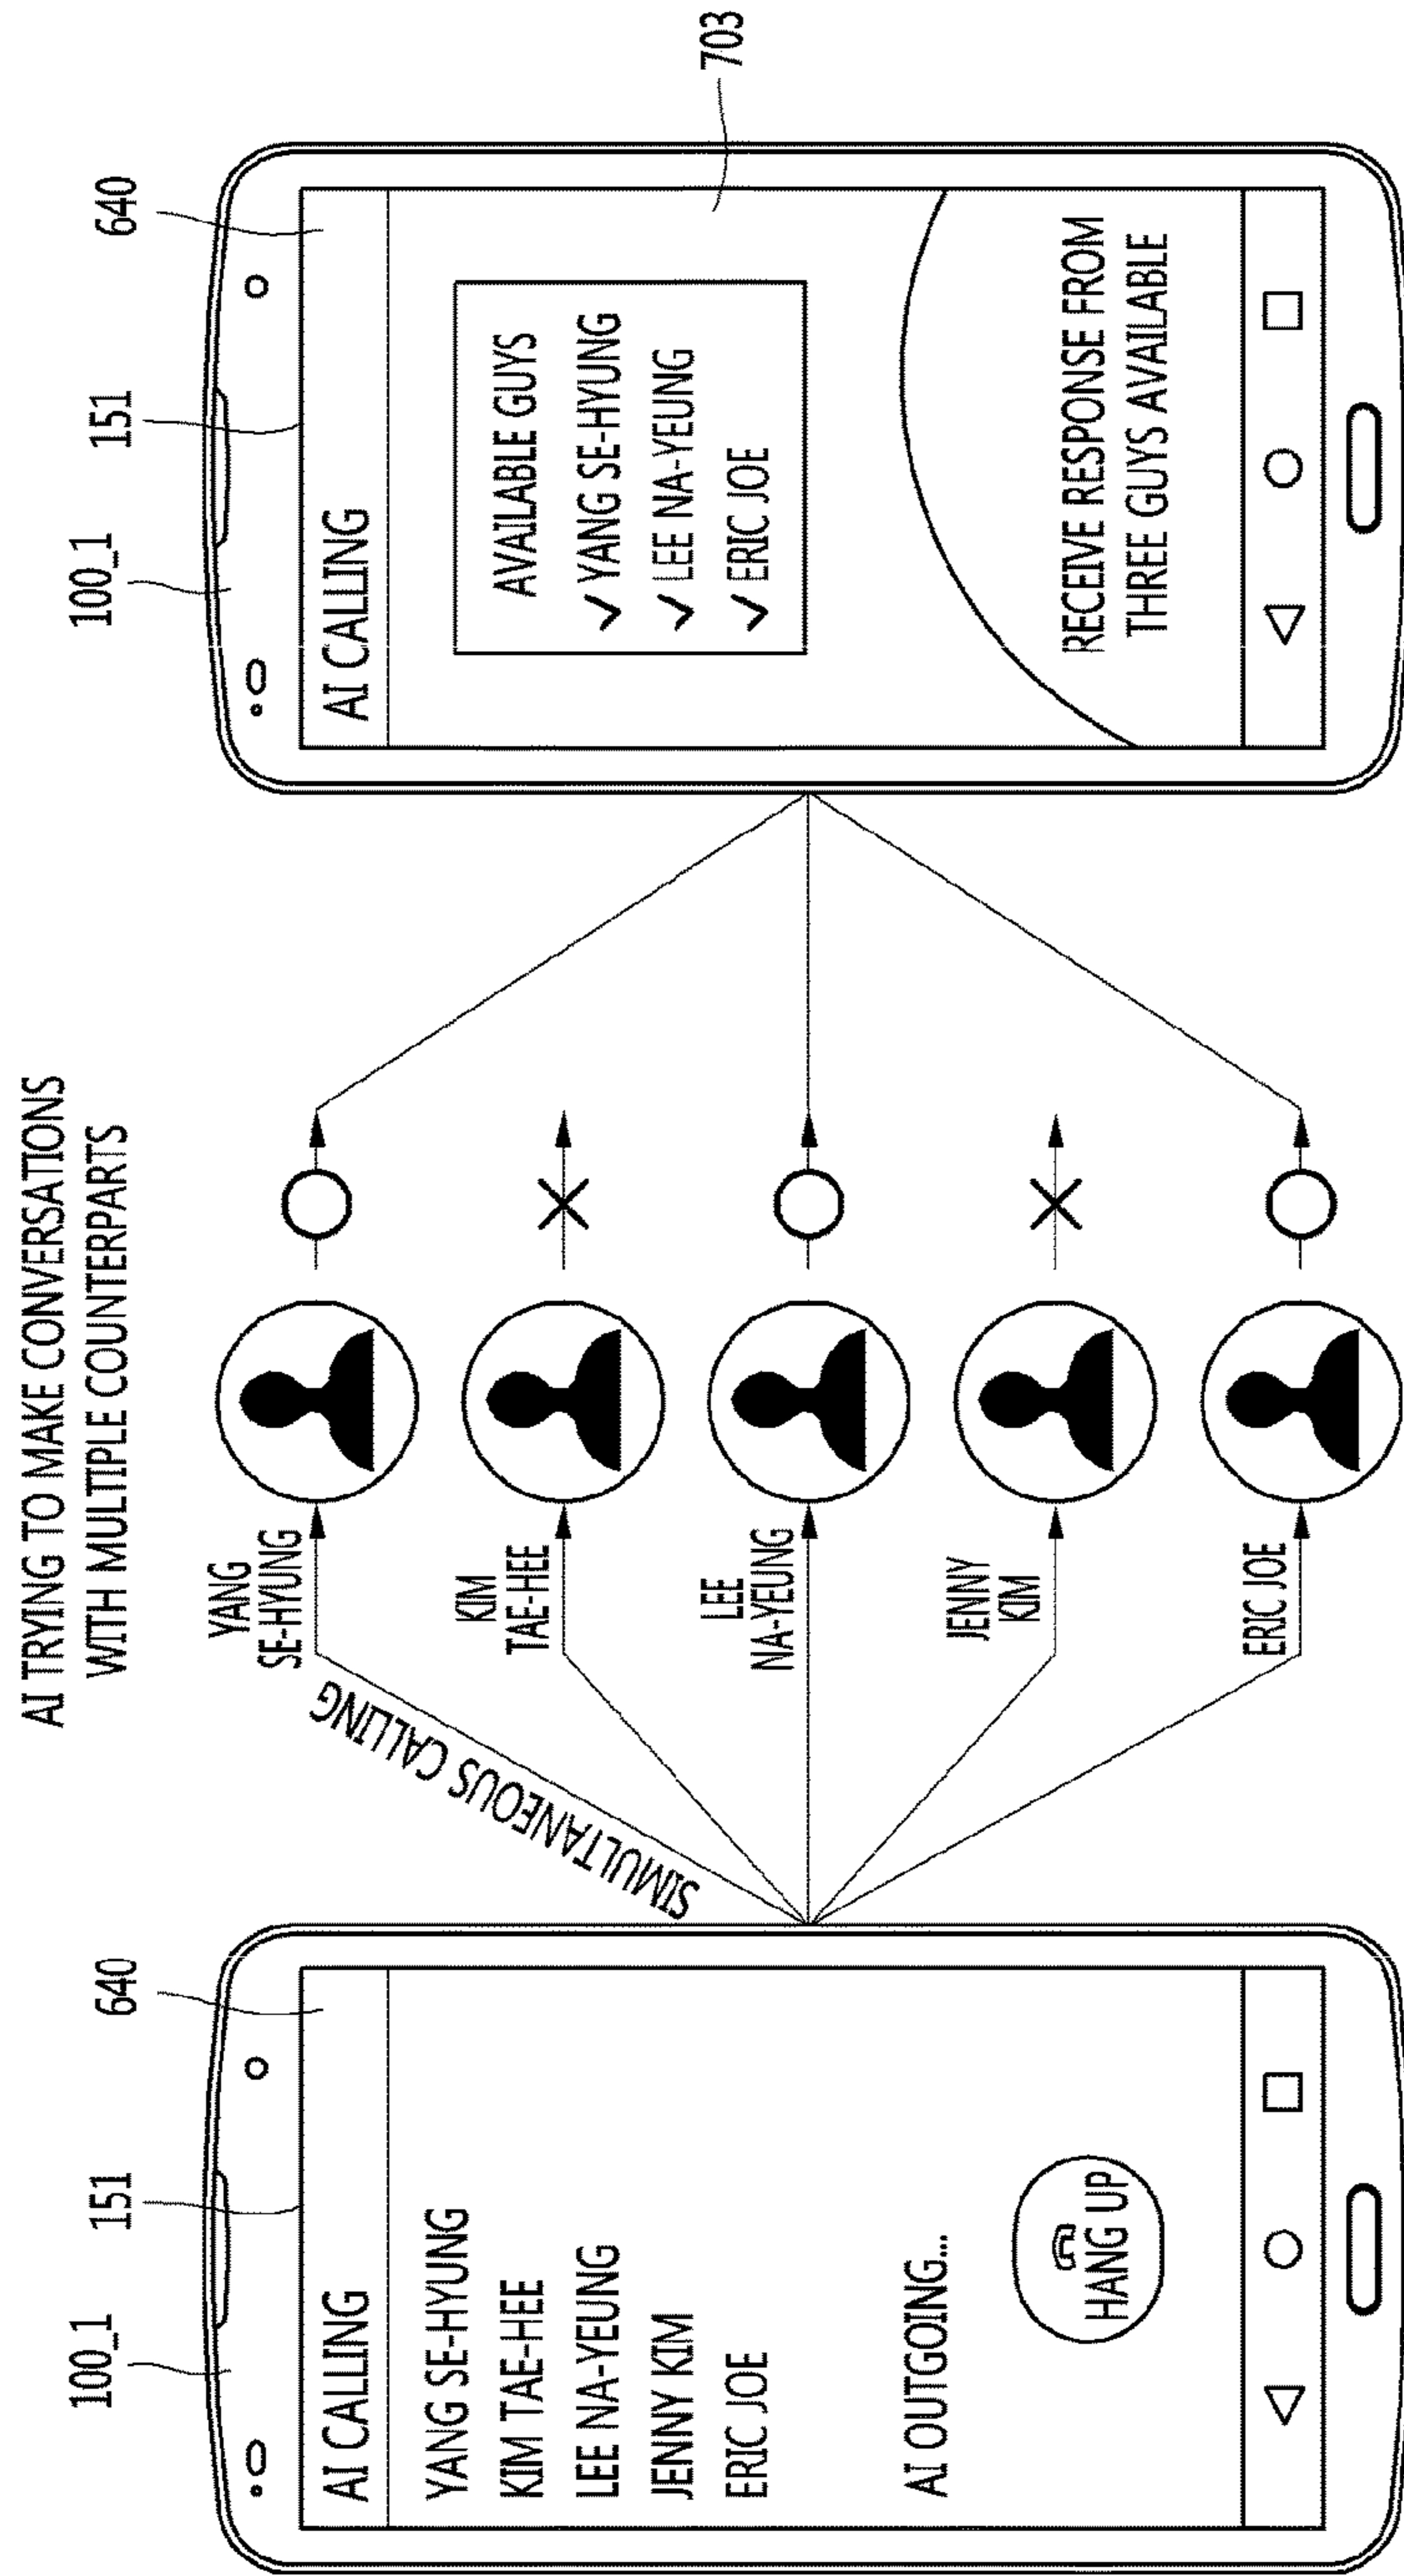 AI TRYING TO MAKE CONVERSATIONS
WITH MULTIPLE COUNTERPARTS
100_1
151
640
AI CALLING
YANG SE-HYUNG
KIM TAE-HEE
LEE NA-YEUNG
JENNY KIM
ERIC JOE
AI OUTGOING...
HANG UP
SIMULTANEOUS CALLING
YANG
SE-HYUNG
KIM
TAE-HEE
LEE
NA-YEUNG
JENNY
KIM
ERIC JOE
100_1
151
640
AI CALLING
AVAILABLE GUYS
✓ YANG SE-HYUNG
✓ LEE NA-YEUNG
✓ ERIC JOE
703
RECEIVE RESPONSE FROM
THREE GUYS AVAILABLE